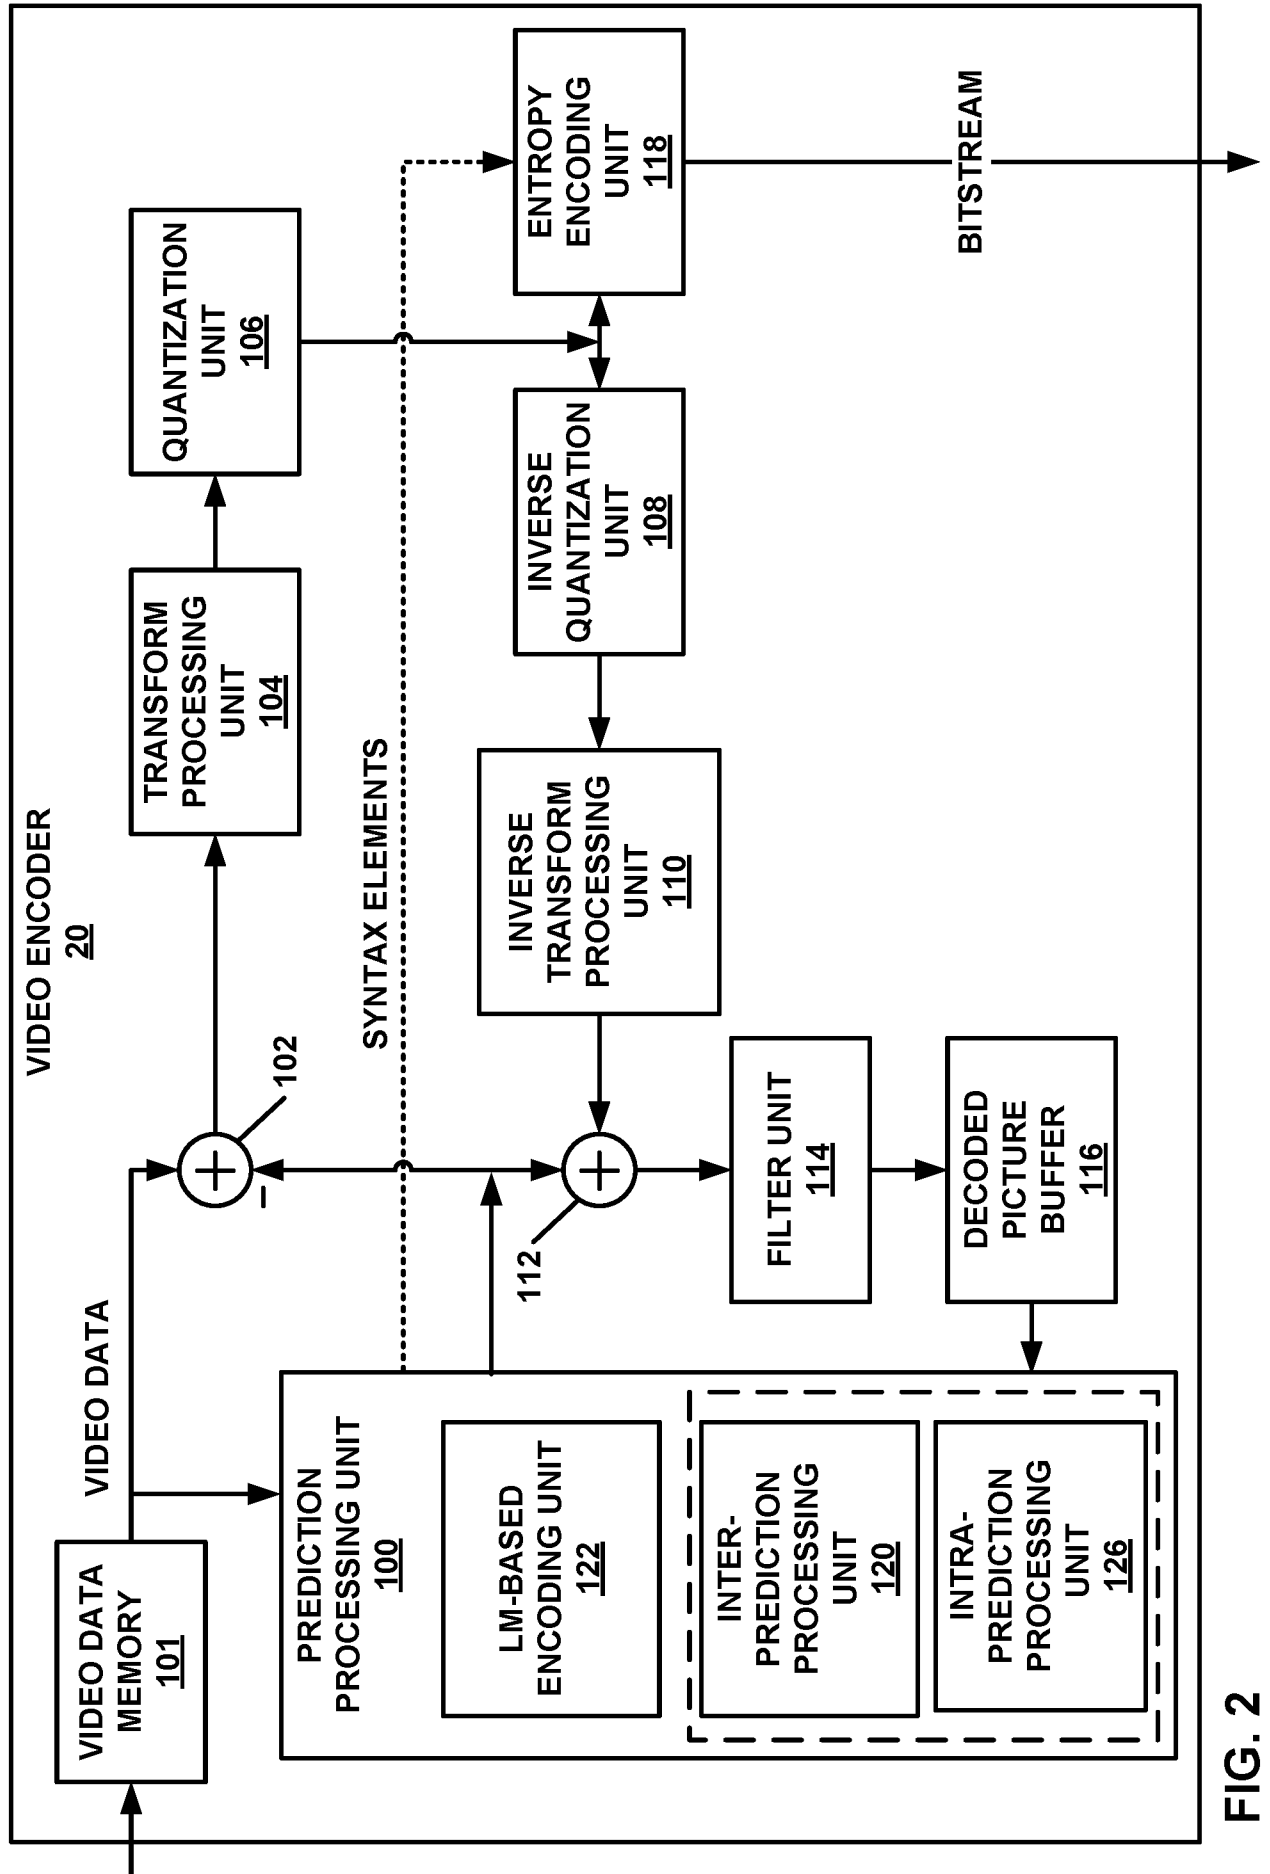 VIDEO ENCODER
20
VIDEO DATA
MEMORY
101
VIDEO DATA
102
TRANSFORM
PROCESSING
UNIT
104
QUANTIZATION
UNIT
106
SYNTAX ELEMENTS
PREDICTION
PROCESSING UNIT
100
LM-BASED
ENCODING UNIT
122
INTER-
PREDICTION
PROCESSING
UNIT
120
INTRA-
PREDICTION
PROCESSING
UNIT
126
112
INVERSE
TRANSFORM
PROCESSING
UNIT
110
INVERSE
QUANTIZATION
UNIT
108
ENTROPY
ENCODING
UNIT
118
FILTER UNIT
114
DECODED
PICTURE
BUFFER
116
BITSTREAM
FIG. 2